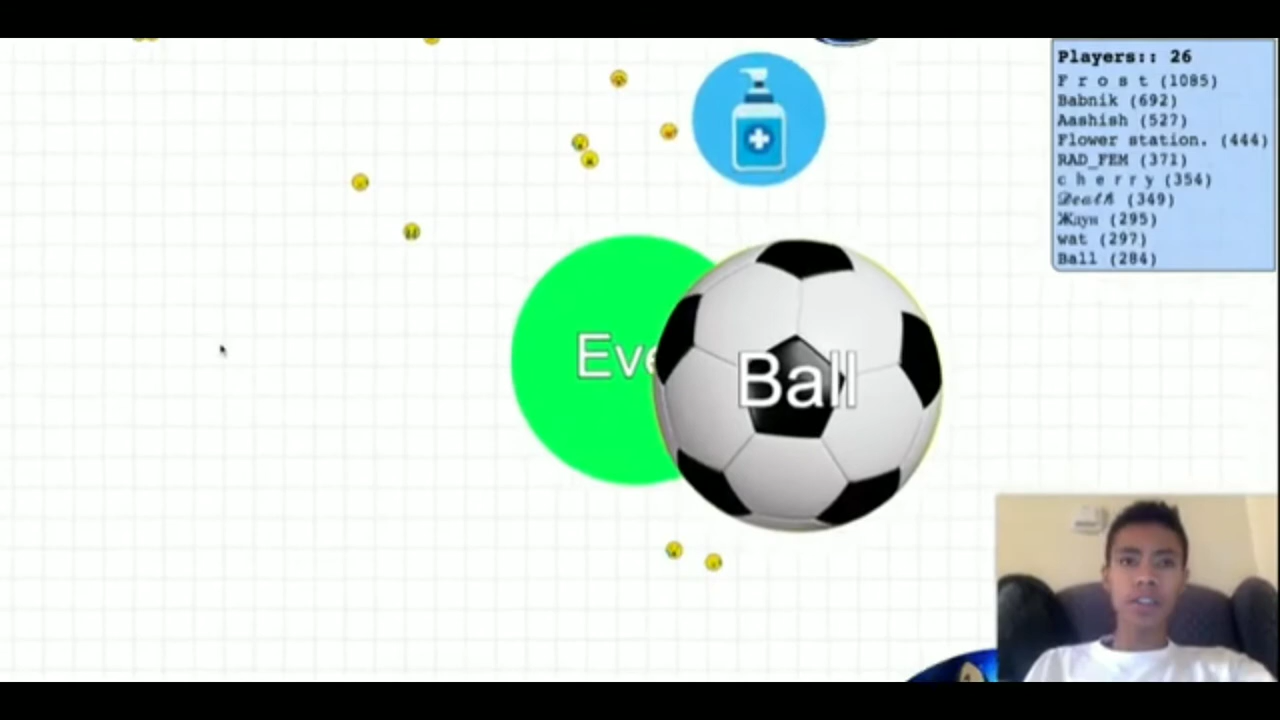 Players:: 26
F r o s t (1085)
Babnik (692)
Aashish (527)
Flower station. (444)
RAD_FEM (371)
c h e r r y (354)
𝒟𝑒𝒶𝓉𝒽 (349)
Ждун (295)
wat (297)
Ball (284)
Eve
Ball